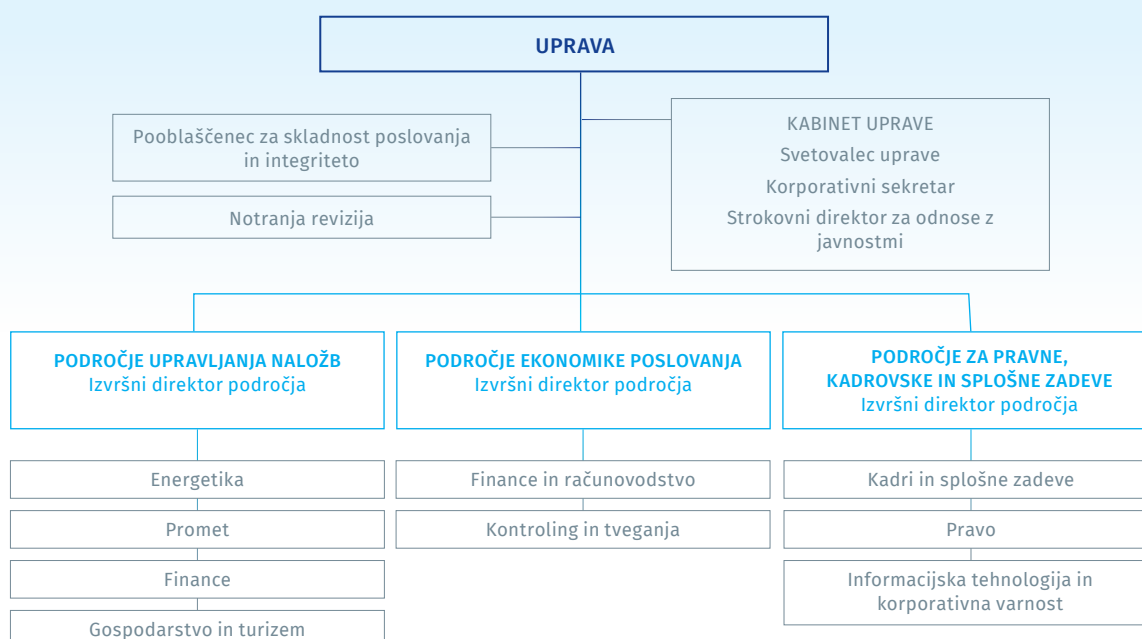 UPRAVA
Pooblaščenec za skladnost poslovanja
in integriteto
Notranja revizija
KABINET UPRAVE
Svetovalec uprave
Korporativni sekretar
Strokovni direktor za odnose z
javnostmi
PODROČJE UPRAVLJANJA NALOŽB
Izvršni direktor področja
Energetika
Promet
Finance
Gospodarstvo in turizem
PODROČJE EKONOMIKE POSLOVANJA
Izvršni direktor področja
Finance in računovodstvo
Kontroling in tveganja
PODROČJE ZA PRAVNE,
KADROVSKE IN SPLOŠNE ZADEVE
Izvršni direktor področja
Kadri in splošne zadeve
Pravo
Informacijska tehnologija in
korporativna varnost